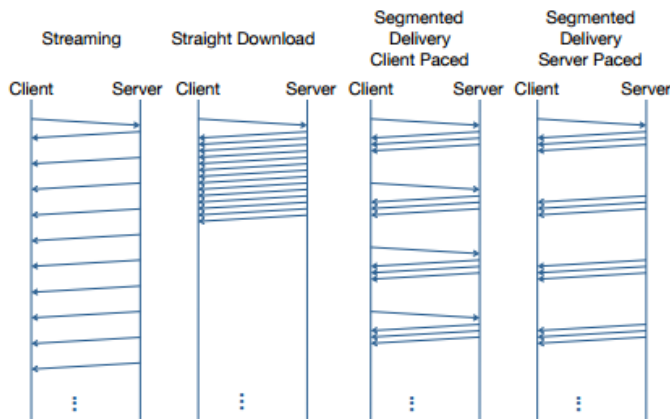 Streaming
Straight Download
Segmented
Delivery
Client Paced
Segmented
Delivery
Server Paced
Client Server Client Server Client Server Client Server